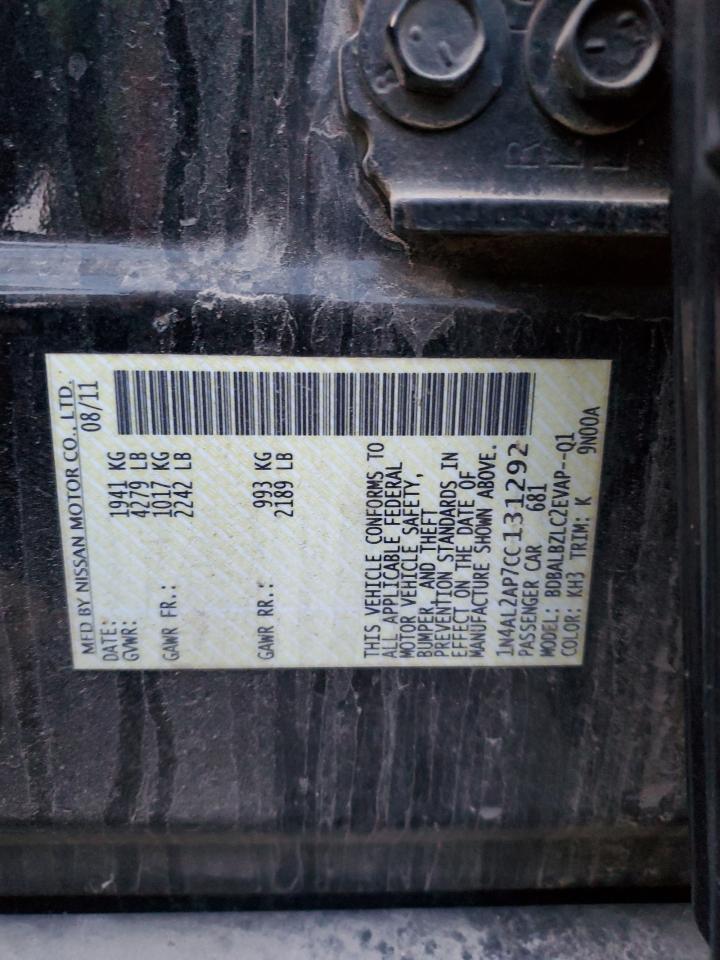 MFD BY NISSAN MOTOR CO., LTD.
DATE: 08/11
GVWR: 1941 KG
4279 LB
GAWR FR.: 1017 KG
2242 LB
GAWR RR.: 993 KG
2189 LB
THIS VEHICLE CONFORMS TO
ALL APPLICABLE FEDERAL
MOTOR VEHICLE SAFETY,
BUMPER, AND THEFT
PREVENTION STANDARDS IN
EFFECT ON THE DATE OF
MANUFACTURE SHOWN ABOVE.
1N4AL2AP7CC131292
PASSENGER CAR 681
MODEL: BDBALBZLCZEVAP--Q1
COLOR: KH3 TRIM: K 9N00A